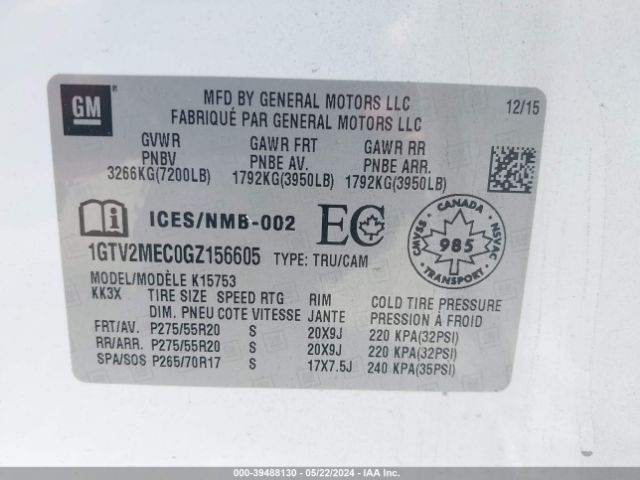 GM
MFD BY GENERAL MOTORS LLC 12/15
FABRIQUÉ PAR GENERAL MOTORS LLC
GVWR GAWR FRT GAWR RR
PNBV PNBE AV. PNBE ARR.
3266KG(7200LB) 1792KG(3950LB) 1792KG(3950LB)
ICES/NMB-002 EC
CANADA
CMVSS 985 NSVAC
TRANSPORT
1GTV2MEC0GZ156605 TYPE: TRU/CAM
MODEL/MODÈLE K15753
KK3X TIRE SIZE SPEED RTG RIM COLD TIRE PRESSURE
DIM. PNEU COTE VITESSE JANTE PRESSION À FROID
FRT/AV. P275/55R20 S 20X9J 220 KPA(32PSI)
RR/ARR. P275/55R20 S 20X9J 220 KPA(32PSI)
SPA/SOS P265/70R17 S 17X7.5J 240 KPA(35PSI)
000-39488130 - 05/22/2024 - IAA Inc.